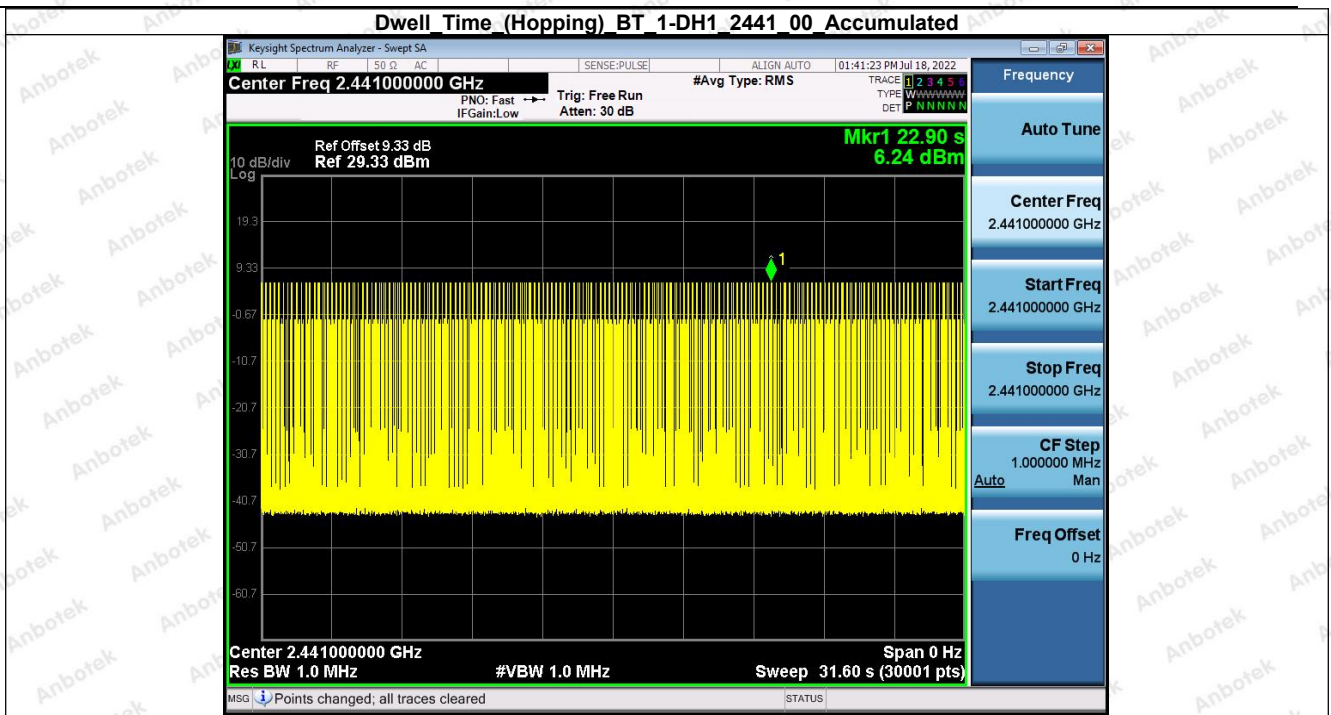 Dwell_Time_(Hopping)_BT_1-DH1_2441_00_Accumulated
Keysight Spectrum Analyzer - Swept SA
LXI RL RF 50 Ω AC SENSE:PULSE ALIGN AUTO 01:41:23 PM Jul 18, 2022
Center Freq 2.441000000 GHz
PNO: Fast
IFGain:Low
Trig: Free Run
Atten: 30 dB
#Avg Type: RMS
TRACE 1 2 3 4 5 6
TYPE WWWWWW
DET P N N N N N
Frequency
Ref Offset 9.33 dB
10 dB/div Ref 29.33 dBm
Log
Mkr1 22.90 s
6.24 dBm
19.3
9.33
-0.67
-10.7
-20.7
-30.7
-40.7
-50.7
-60.7
1
Center 2.441000000 GHz Span 0 Hz
Res BW 1.0 MHz #VBW 1.0 MHz Sweep 31.60 s (30001 pts)
MSG Points changed; all traces cleared STATUS
Auto Tune
Center Freq
2.441000000 GHz
Start Freq
2.441000000 GHz
Stop Freq
2.441000000 GHz
CF Step
1.000000 MHz
Auto Man
Freq Offset
0 Hz
Anbotek